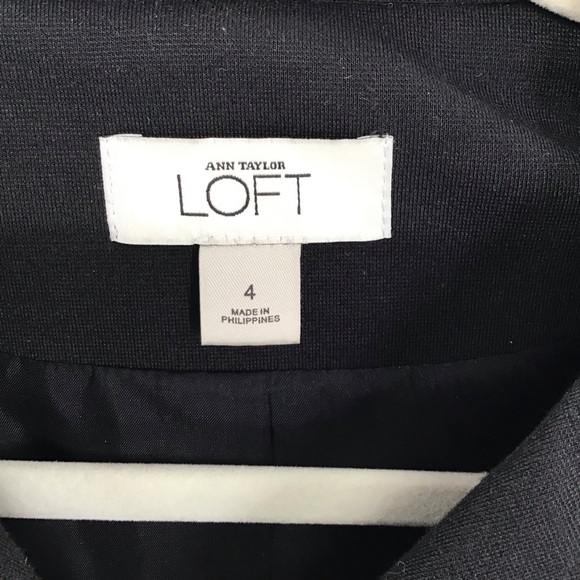 ANN TAYLOR
LOFT
4
MADE IN
PHILIPPINES